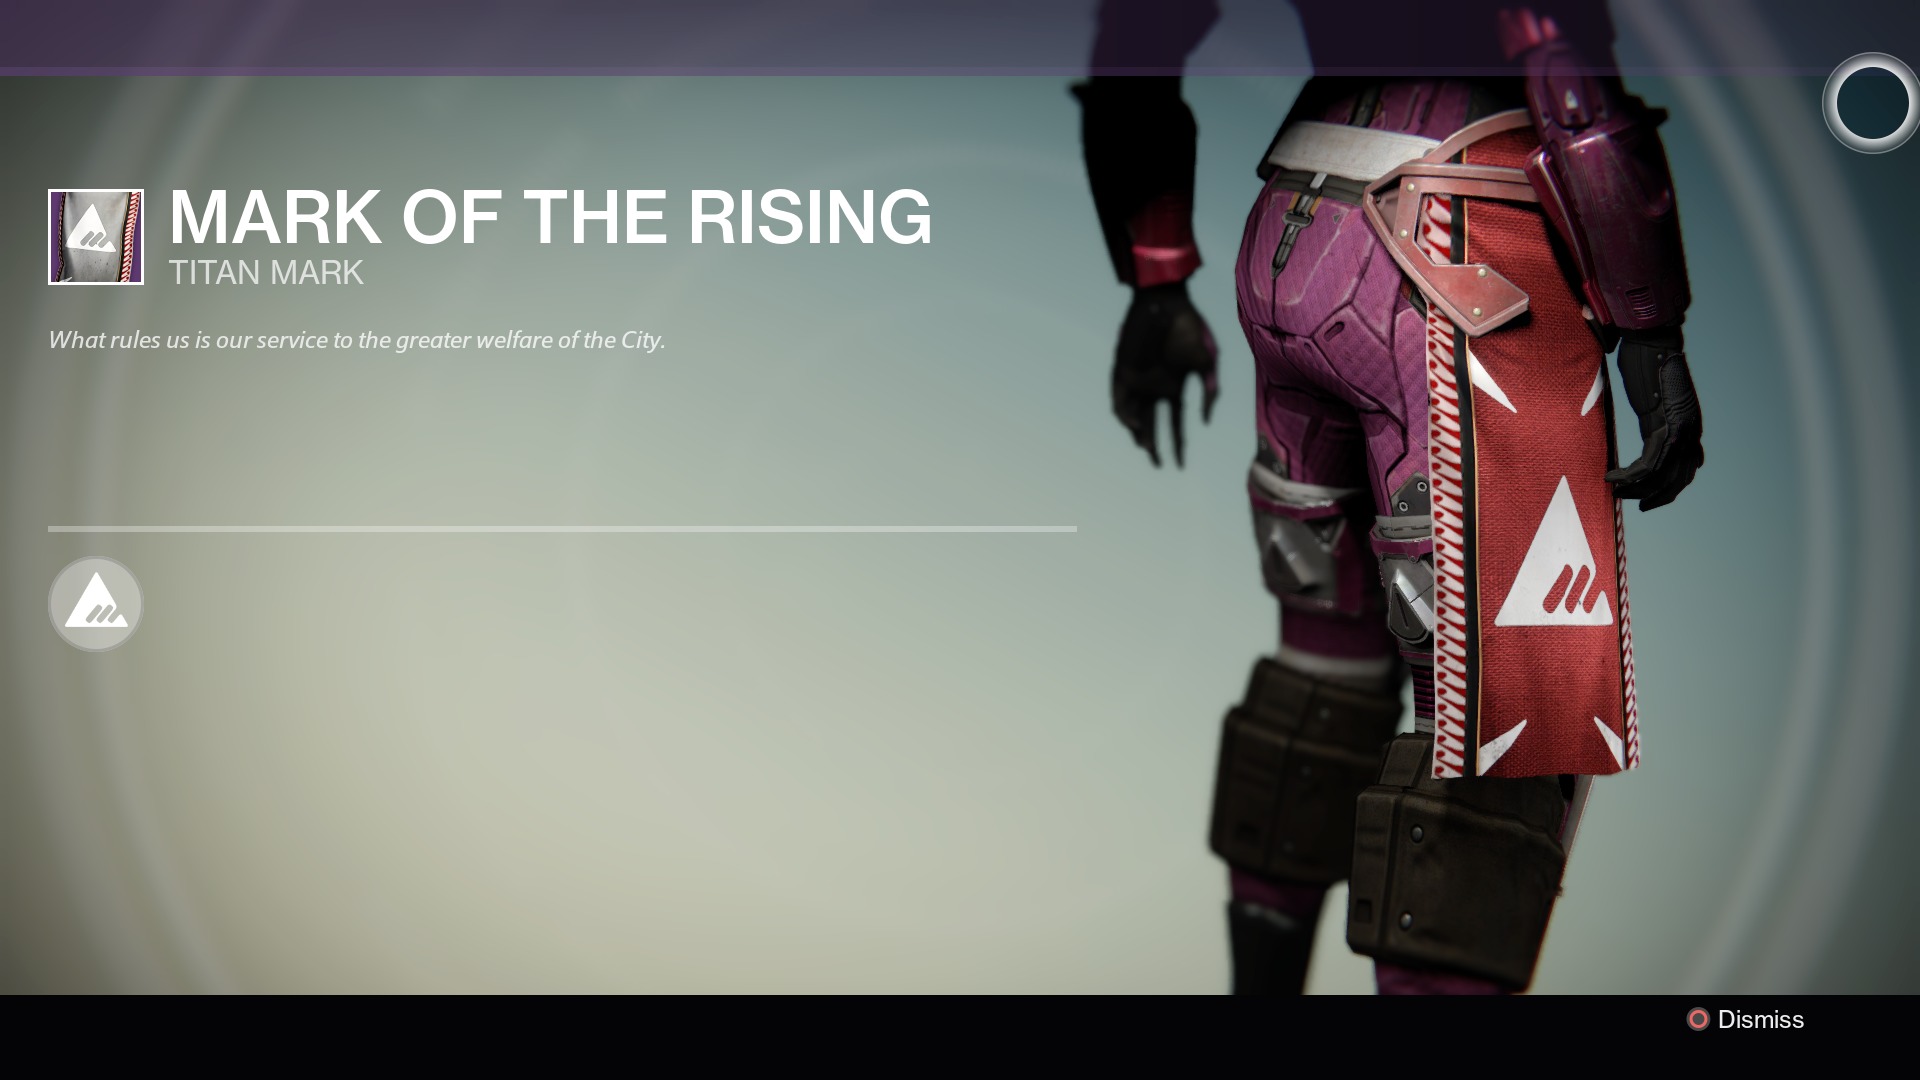 MARK OF THE RISING
TITAN MARK
What rules us is our service to the greater welfare of the City.
Dismiss